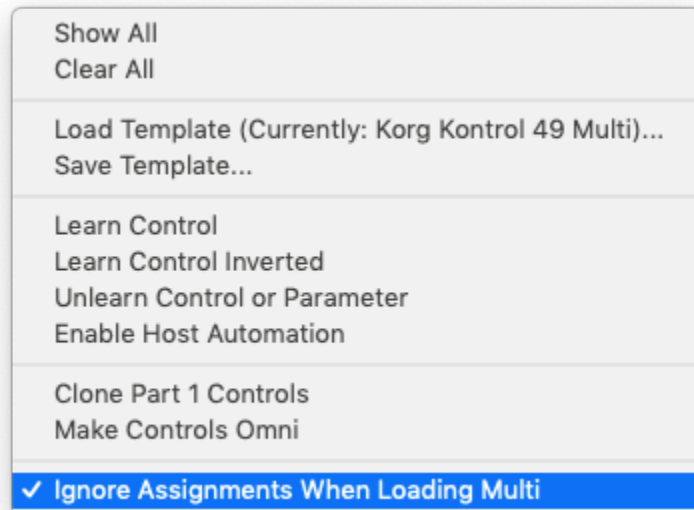 Show All
Clear All
Load Template (Currently: Korg Kontrol 49 Multi)...
Save Template...
Learn Control
Learn Control Inverted
Unlearn Control or Parameter
Enable Host Automation
Clone Part 1 Controls
Make Controls Omni
✓ Ignore Assignments When Loading Multi